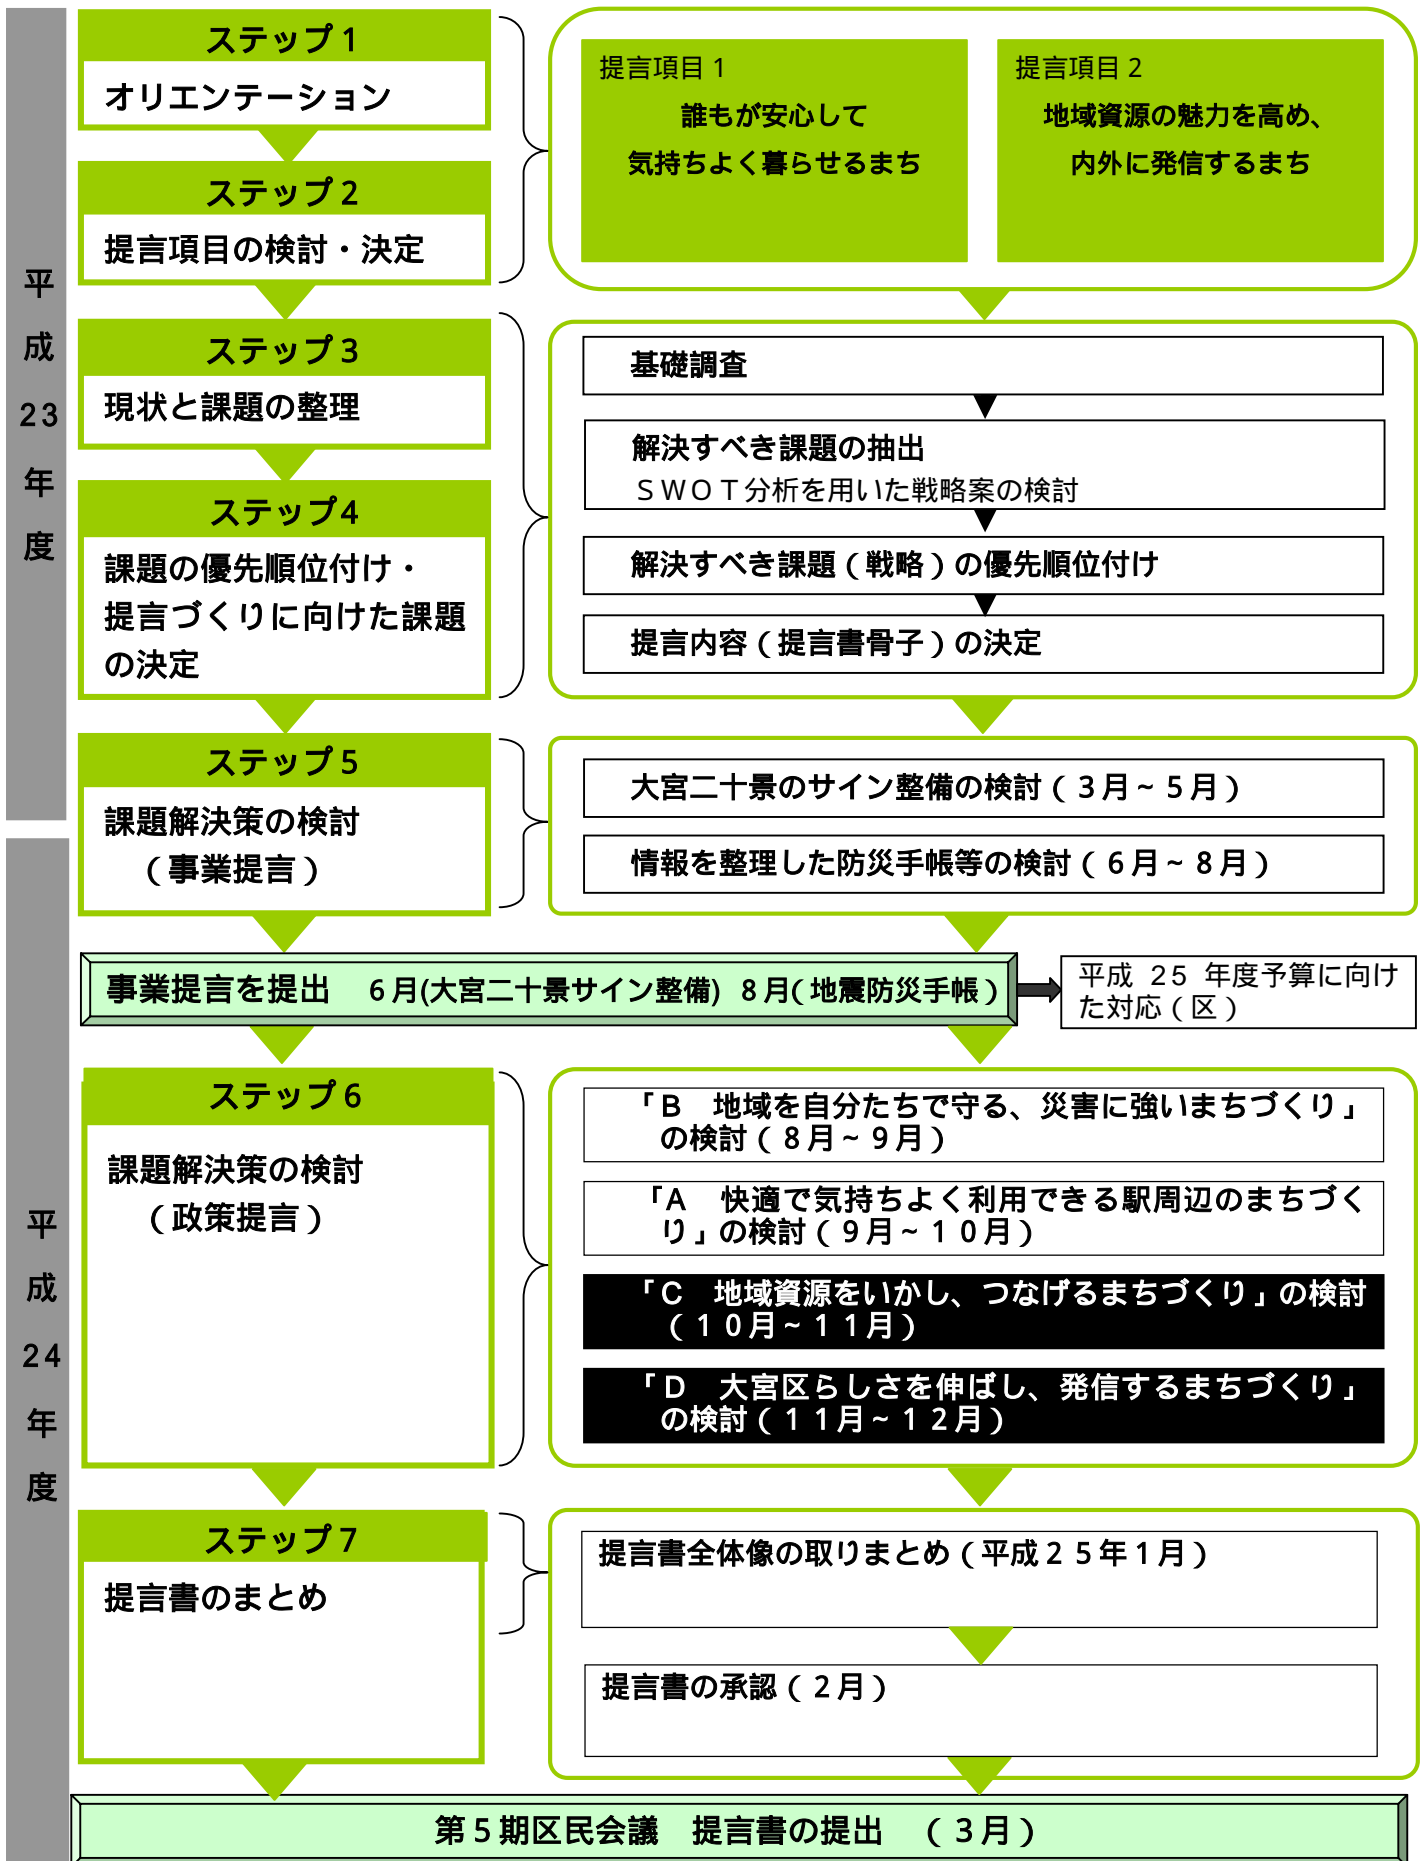 平成23年度
ステップ1
オリエンテーション
ステップ2
提言項目の検討・決定
提言項目1
誰もが安心して
気持ちよく暮らせるまち
提言項目2
地域資源の魅力を高め、
内外に発信するまち
ステップ3
現状と課題の整理
ステップ4
課題の優先順位付け・
提言づくりに向けた課題
の決定
基礎調査
解決すべき課題の抽出
SWOT分析を用いた戦略案の検討
解決すべき課題(戦略)の優先順位付け
提言内容(提言書骨子)の決定
ステップ5
課題解決策の検討
(事業提言)
大宮二十景のサイン整備の検討(3月~5月)
情報を整理した防災手帳等の検討(6月~8月)
平成24年度
事業提言を提出 6月(大宮二十景サイン整備) 8月(地震防災手帳)
平成 25 年度予算に向け
た対応(区)
ステップ6
課題解決策の検討
(政策提言)
「B 地域を自分たちで守る、災害に強いまちづくり」
の検討(8月~9月)
「A 快適で気持ちよく利用できる駅周辺のまちづく
り」の検討(9月~10月)
「C 地域資源をいかし、つなげるまちづくり」の検討
(10月~11月)
「D 大宮区らしさを伸ばし、発信するまちづくり」
の検討(11月~12月)
ステップ7
提言書のまとめ
提言書全体像の取りまとめ(平成25年1月)
提言書の承認(2月)
第5期区民会議 提言書の提出 (3月)